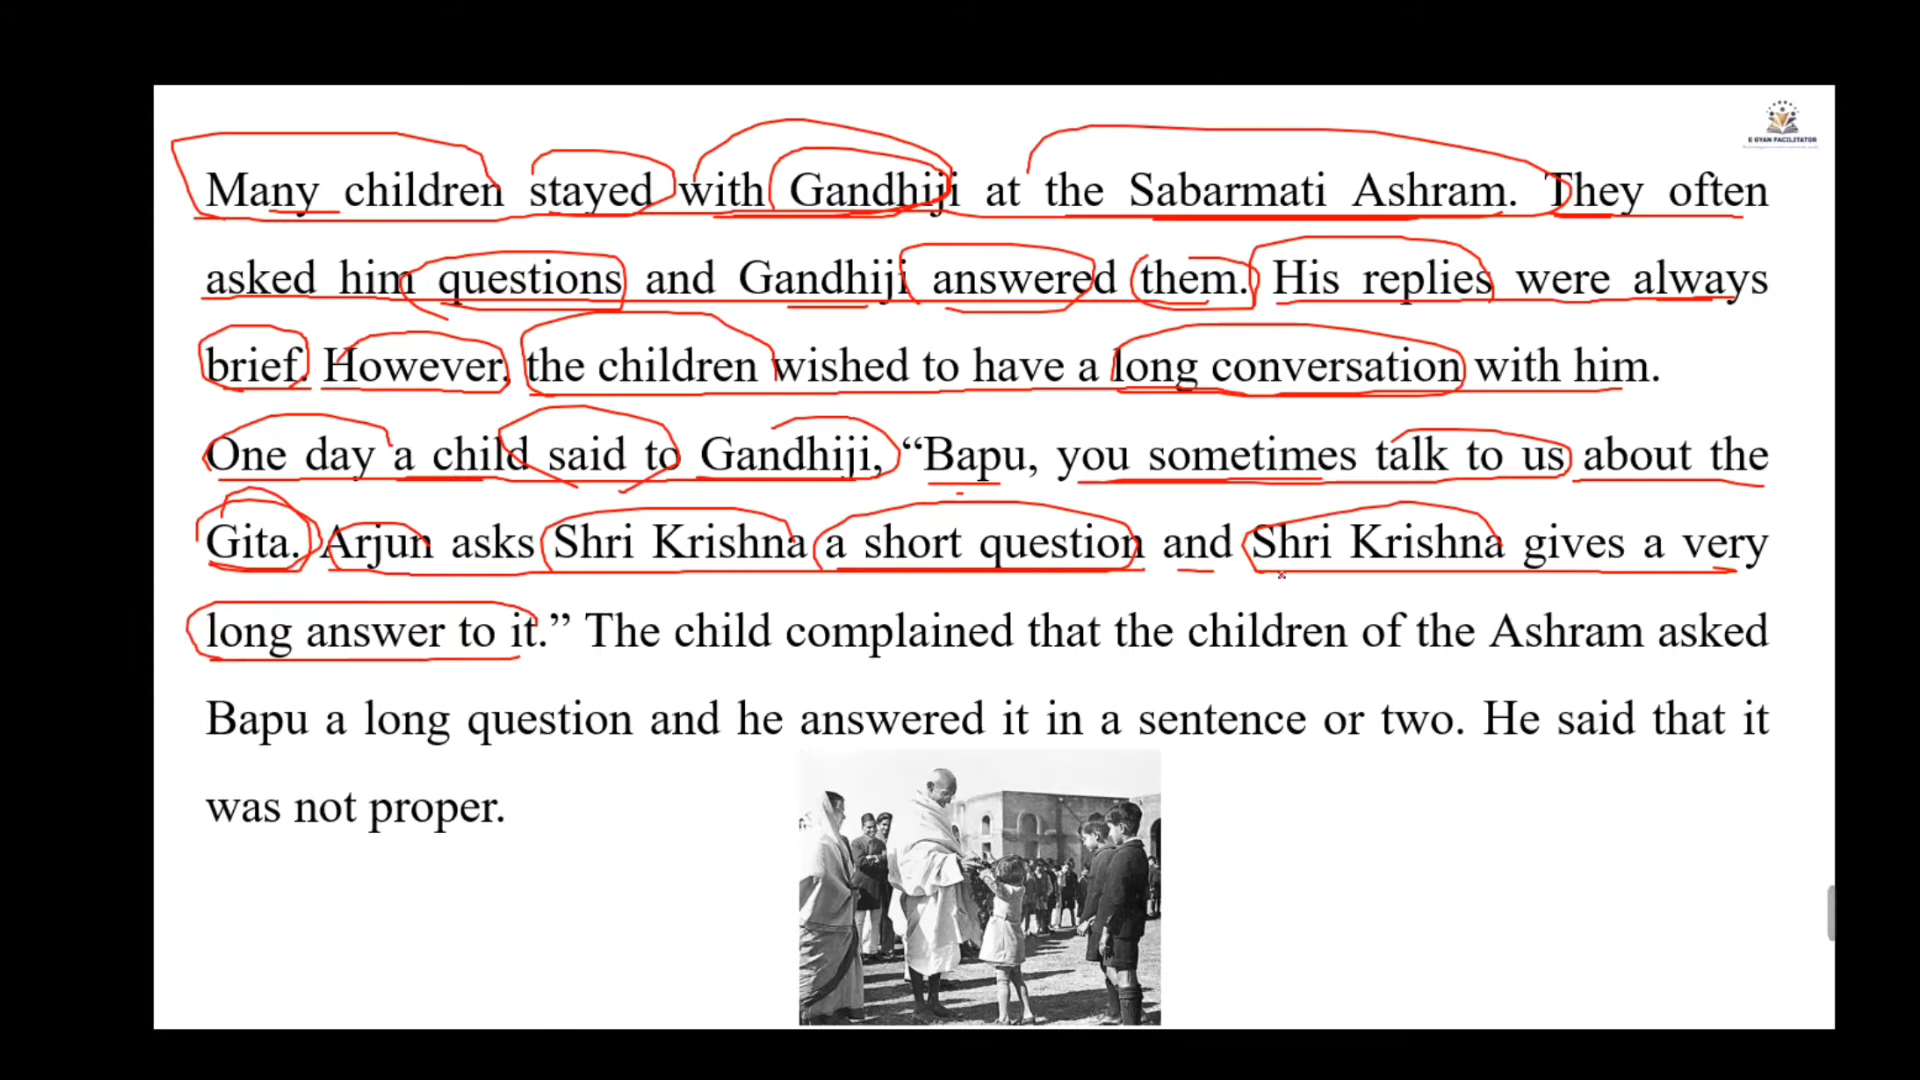 E GYAN FACILITATOR
Many children stayed with Gandhiji at the Sabarmati Ashram. They often
asked him questions and Gandhiji answered them. His replies were always
brief. However, the children wished to have a long conversation with him.
One day a child said to Gandhiji, “Bapu, you sometimes talk to us about the
Gita. Arjun asks Shri Krishna a short question and Shri Krishna gives a very
long answer to it.” The child complained that the children of the Ashram asked
Bapu a long question and he answered it in a sentence or two. He said that it
was not proper.